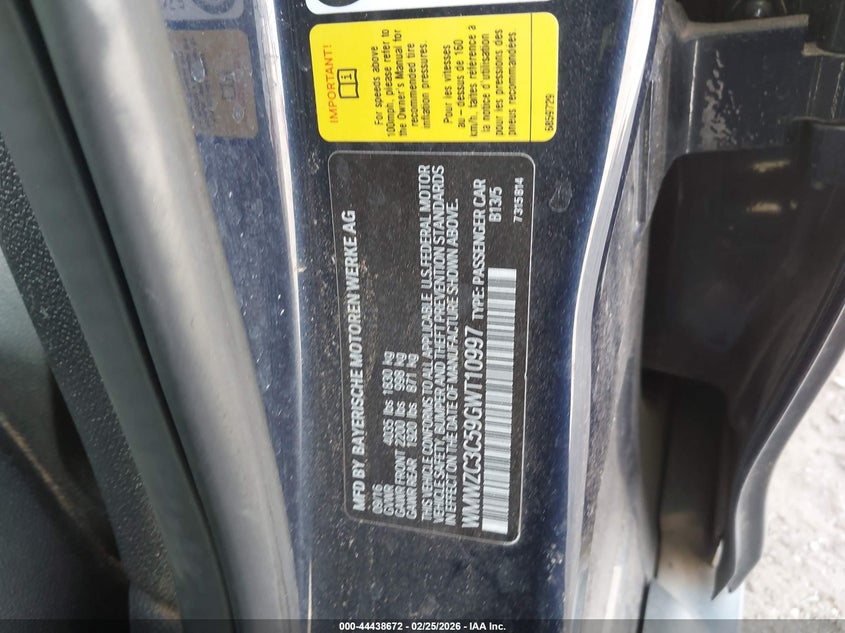 IMPORTANT!
For speeds above
100mph, please refer to
the Owner's Manual for
recommended tire
inflation pressures.
Pour les vitesses
au - dessus de 160
km/h, faites référence à
la notice d'utilisation
pour les pressions des
pneus recommandées
6859729
MFD BY BAYERISCHE MOTOREN WERKE AG
09/16
GVWR 4035 lbs 1830 kg
GAWR FRONT 2200 lbs 998 kg
GAWR REAR 1920 lbs 871 kg
THIS VEHICLE CONFORMS TO ALL APPLICABLE U.S. FEDERAL MOTOR
VEHICLE SAFETY, BUMPER AND THEFT PREVENTION STANDARDS
IN EFFECT ON THE DATE OF MANUFACTURE SHOWN ABOVE.
WMWZC3C59GWT10997 TYPE: PASSENGER CAR
B13/5
7315814
000-44438672 - 02/25/2026 - IAA Inc.